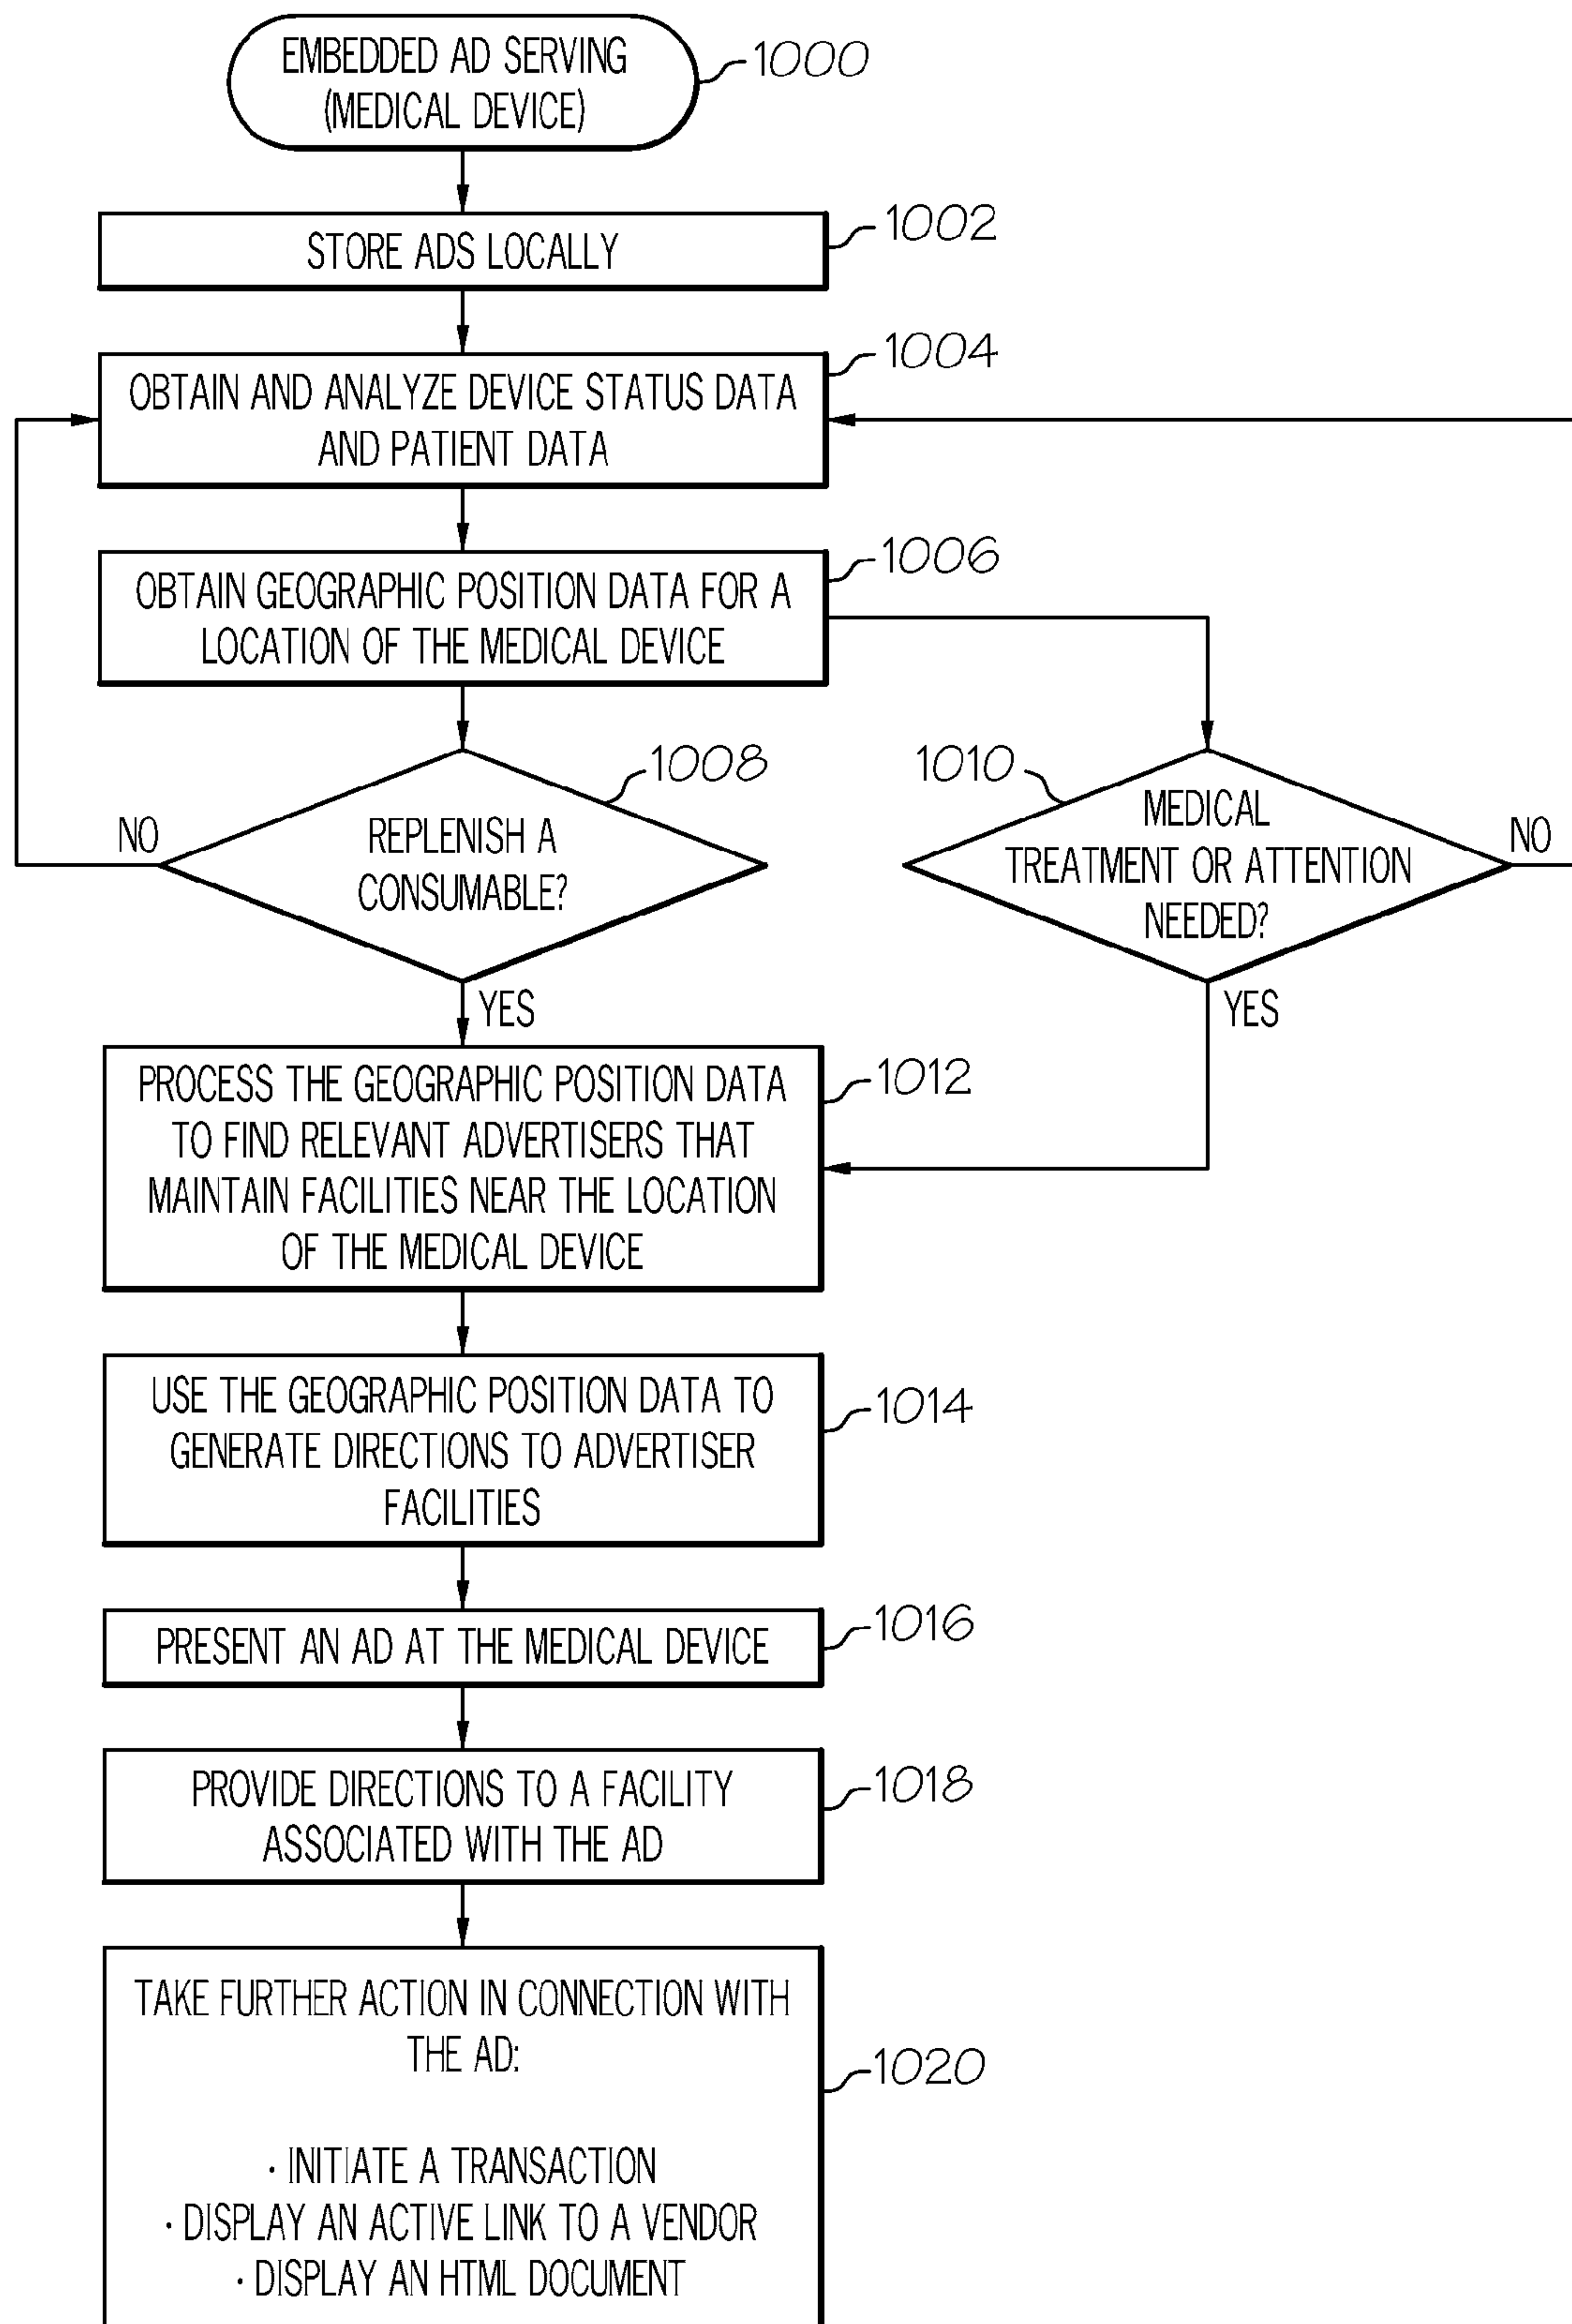 EMBEDDED AD SERVING
(MEDICAL DEVICE)
1000
STORE ADS LOCALLY
1002
OBTAIN AND ANALYZE DEVICE STATUS DATA
AND PATIENT DATA
1004
OBTAIN GEOGRAPHIC POSITION DATA FOR A
LOCATION OF THE MEDICAL DEVICE
1006
REPLENISH A
CONSUMABLE?
1008
NO
YES
1010
MEDICAL
TREATMENT OR ATTENTION
NEEDED?
NO
YES
PROCESS THE GEOGRAPHIC POSITION DATA
TO FIND RELEVANT ADVERTISERS THAT
MAINTAIN FACILITIES NEAR THE LOCATION
OF THE MEDICAL DEVICE
1012
USE THE GEOGRAPHIC POSITION DATA TO
GENERATE DIRECTIONS TO ADVERTISER
FACILITIES
1014
PRESENT AN AD AT THE MEDICAL DEVICE
1016
PROVIDE DIRECTIONS TO A FACILITY
ASSOCIATED WITH THE AD
1018
TAKE FURTHER ACTION IN CONNECTION WITH
THE AD:
· INITIATE A TRANSACTION
· DISPLAY AN ACTIVE LINK TO A VENDOR
· DISPLAY AN HTML DOCUMENT
1020